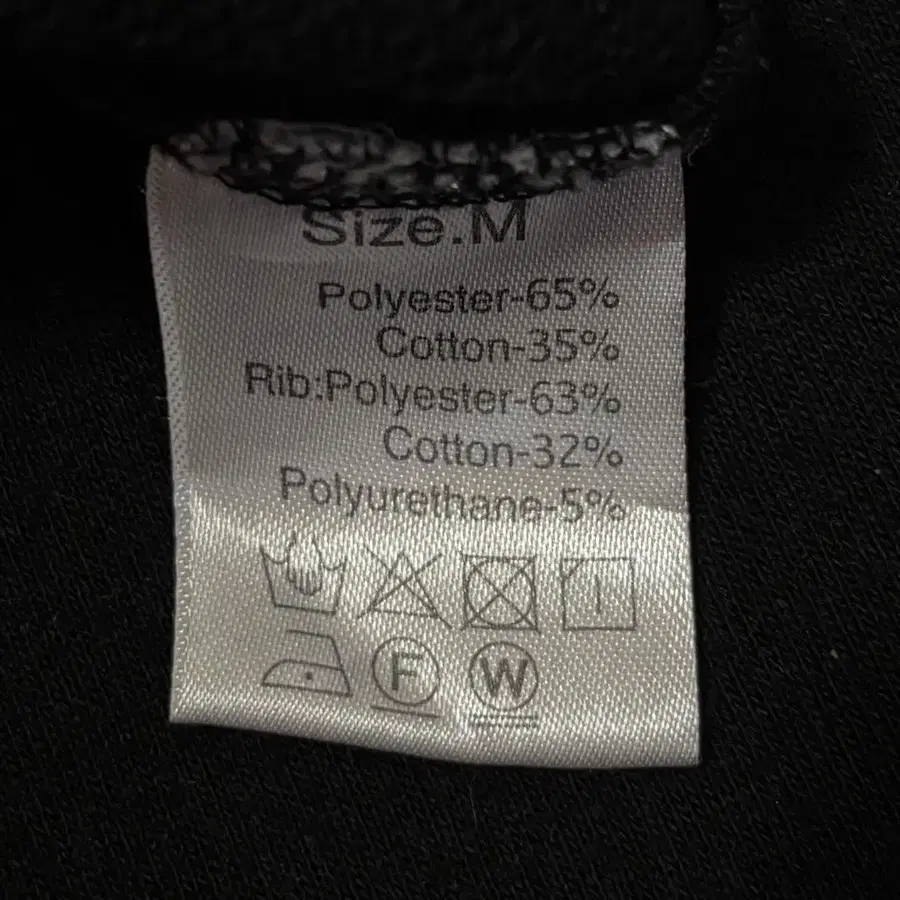 Size.M
Polyester-65%
Cotton-35%
Rib:Polyester-63%
Cotton-32%
Polyurethane-5%
F W